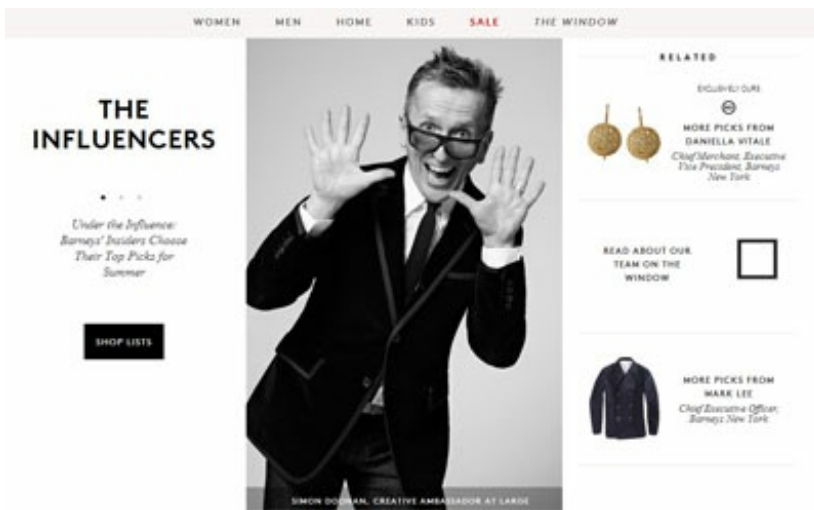 WOMEN MEN HOME KIDS SALE THE WINDOW
THE
INFLUENCERS
Under the Influence:
Barneys' Insiders Choose
Their Top Picks for
Summer
SHOP LISTS
SIMON DOONAN, CREATIVE AMBASSADOR AT LARGE
RELATED
EXCLUSIVELY OURS
MORE PICKS FROM
DANIELLA VITALE
Chief Merchant, Executive
Vice President, Barneys
New York
READ ABOUT OUR
TEAM ON THE
WINDOW
MORE PICKS FROM
MARK LEE
Chief Executive Officer,
Barneys New York